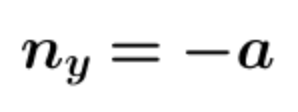 n_y = −a